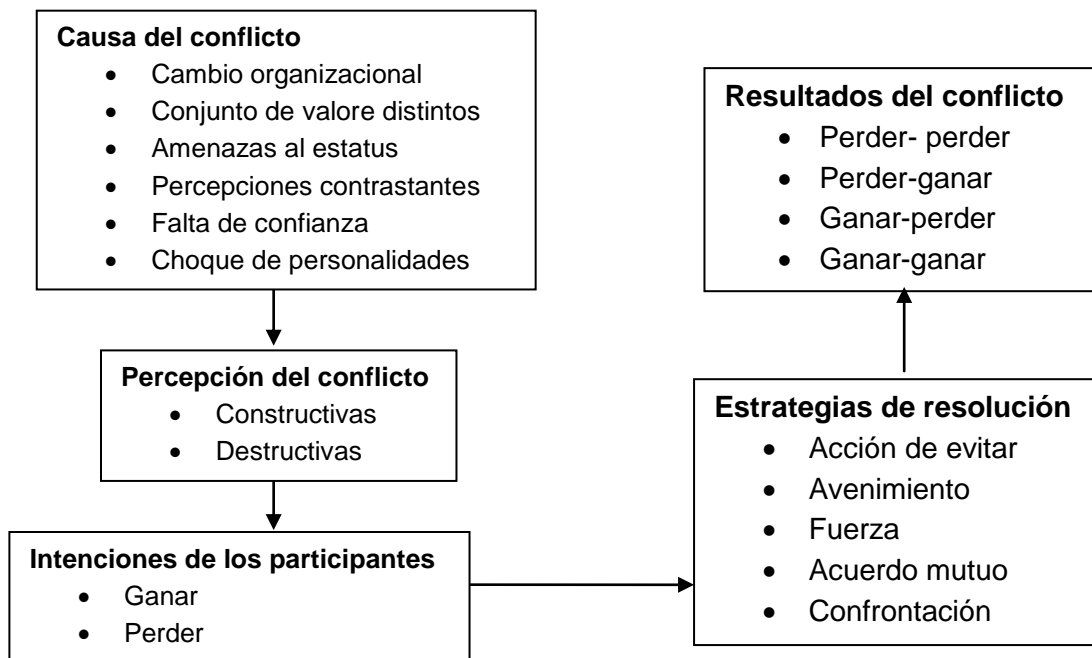 Causa del conflicto
• Cambio organizacional
• Conjunto de valore distintos
• Amenazas al estatus
• Percepciones contrastantes
• Falta de confianza
• Choque de personalidades
Percepción del conflicto
• Constructivas
• Destructivas
Intenciones de los participantes
• Ganar
• Perder
Estrategias de resolución
• Acción de evitar
• Avenimiento
• Fuerza
• Acuerdo mutuo
• Confrontación
Resultados del conflicto
• Perder- perder
• Perder-ganar
• Ganar-perder
• Ganar-ganar